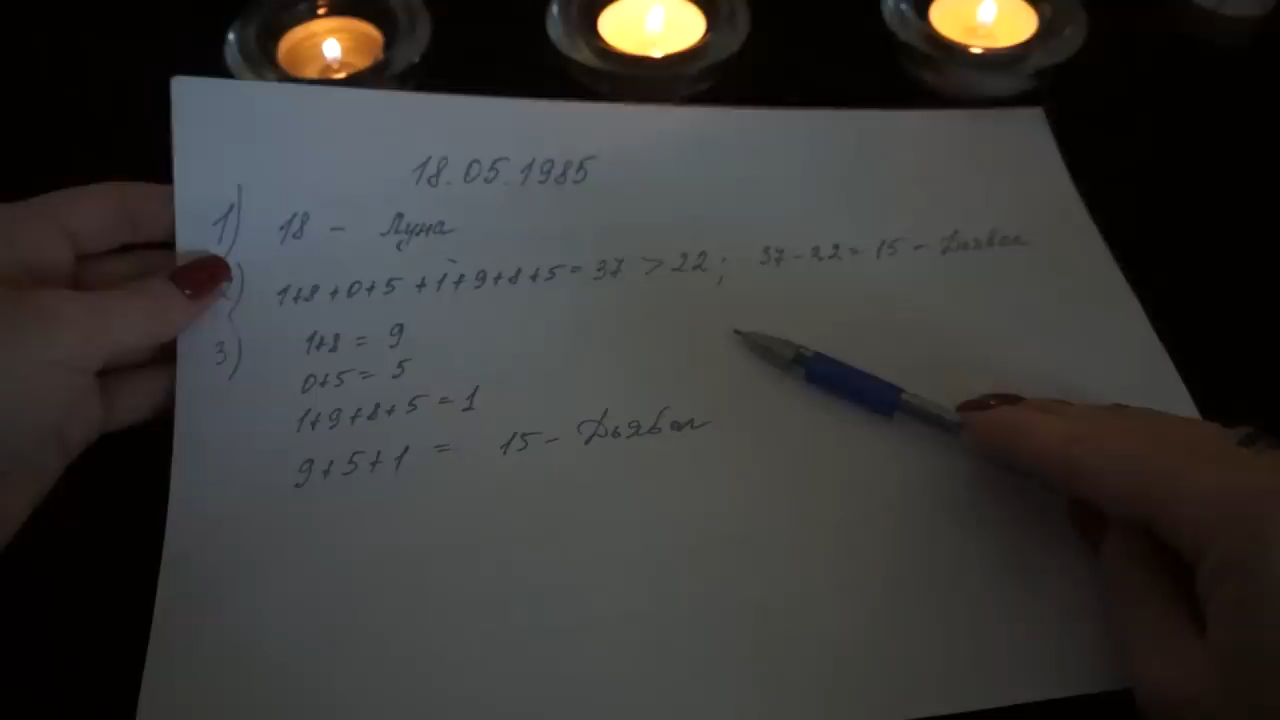 18.05.1985
1) 18 - Луна
2) 1+8+0+5+1+9+8+5=37 > 22; 37-22=15 - Дьявол
3) 1+8= 9
0+5= 5
1+9+8+5=1
9+5+1 = 15- Дьявол